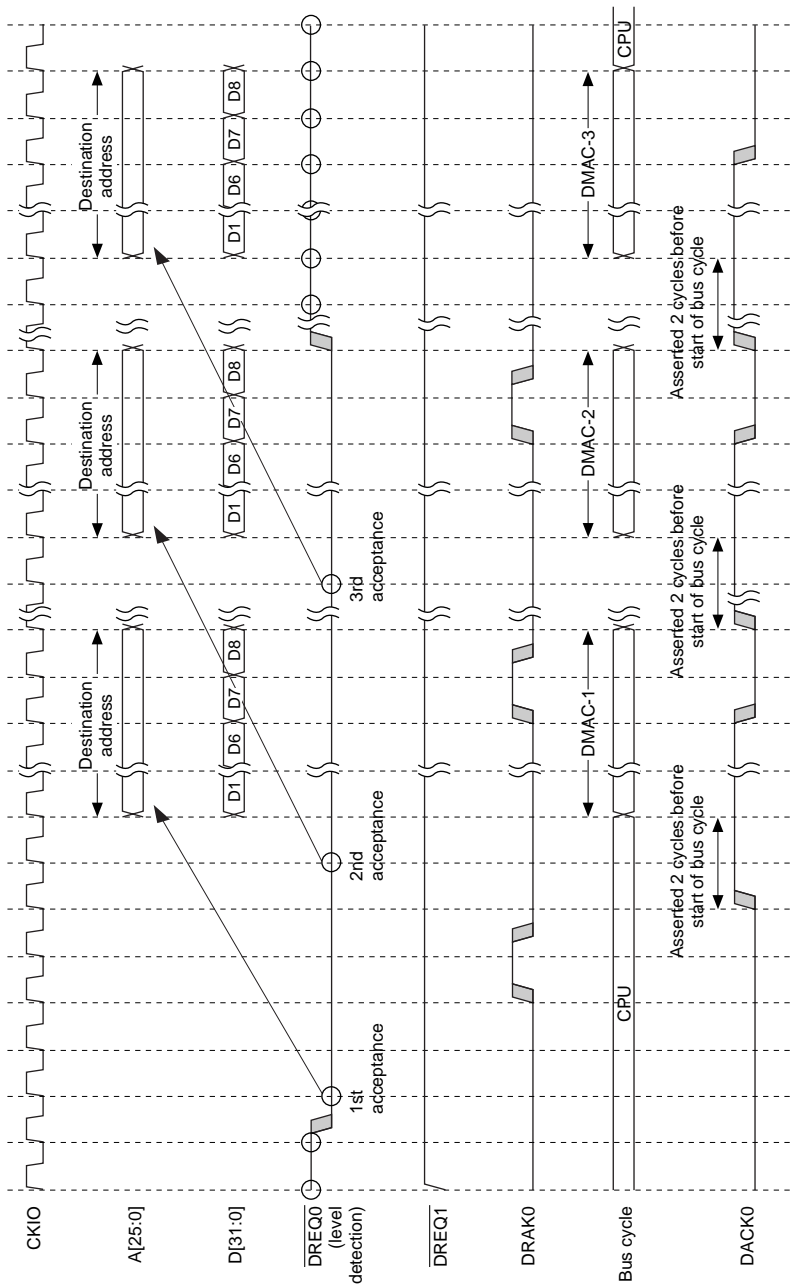 CKIO
Destination
address
Destination
address
Destination
address
A[25:0]
D1
D6
D7
D8
D1
D6
D7
D8
D1
D6
D7
D8
D[31:0]
DREQ0
(level
detection)
1st
acceptance
2nd
acceptance
3rd
acceptance
DREQ1
DRAK0
DMAC-1
DMAC-2
DMAC-3
Bus cycle
CPU
CPU
Asserted 2 cycles before
start of bus cycle
Asserted 2 cycles before
start of bus cycle
Asserted 2 cycles before
start of bus cycle
DACK0